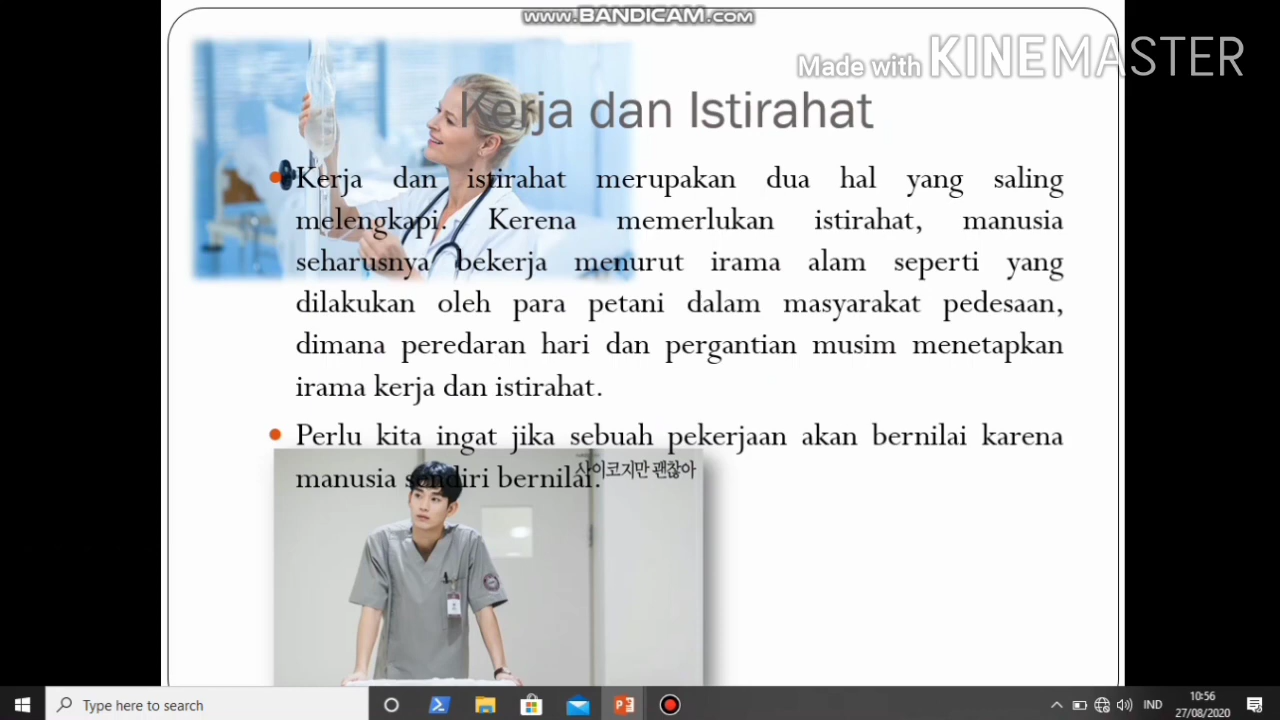 www.BANDICAM.com
Made with KINEMASTER
Kerja dan Istirahat
Kerja dan istirahat merupakan dua hal yang saling
melengkapi. Kerena memerlukan istirahat, manusia
seharusnya bekerja menurut irama alam seperti yang
dilakukan oleh para petani dalam masyarakat pedesaan,
dimana peredaran hari dan pergantian musim menetapkan
irama kerja dan istirahat.
Perlu kita ingat jika sebuah pekerjaan akan bernilai karena
manusia sendiri bernilai.
사이코지만 괜찮아
Type here to search
IND
10:56
27/08/2020